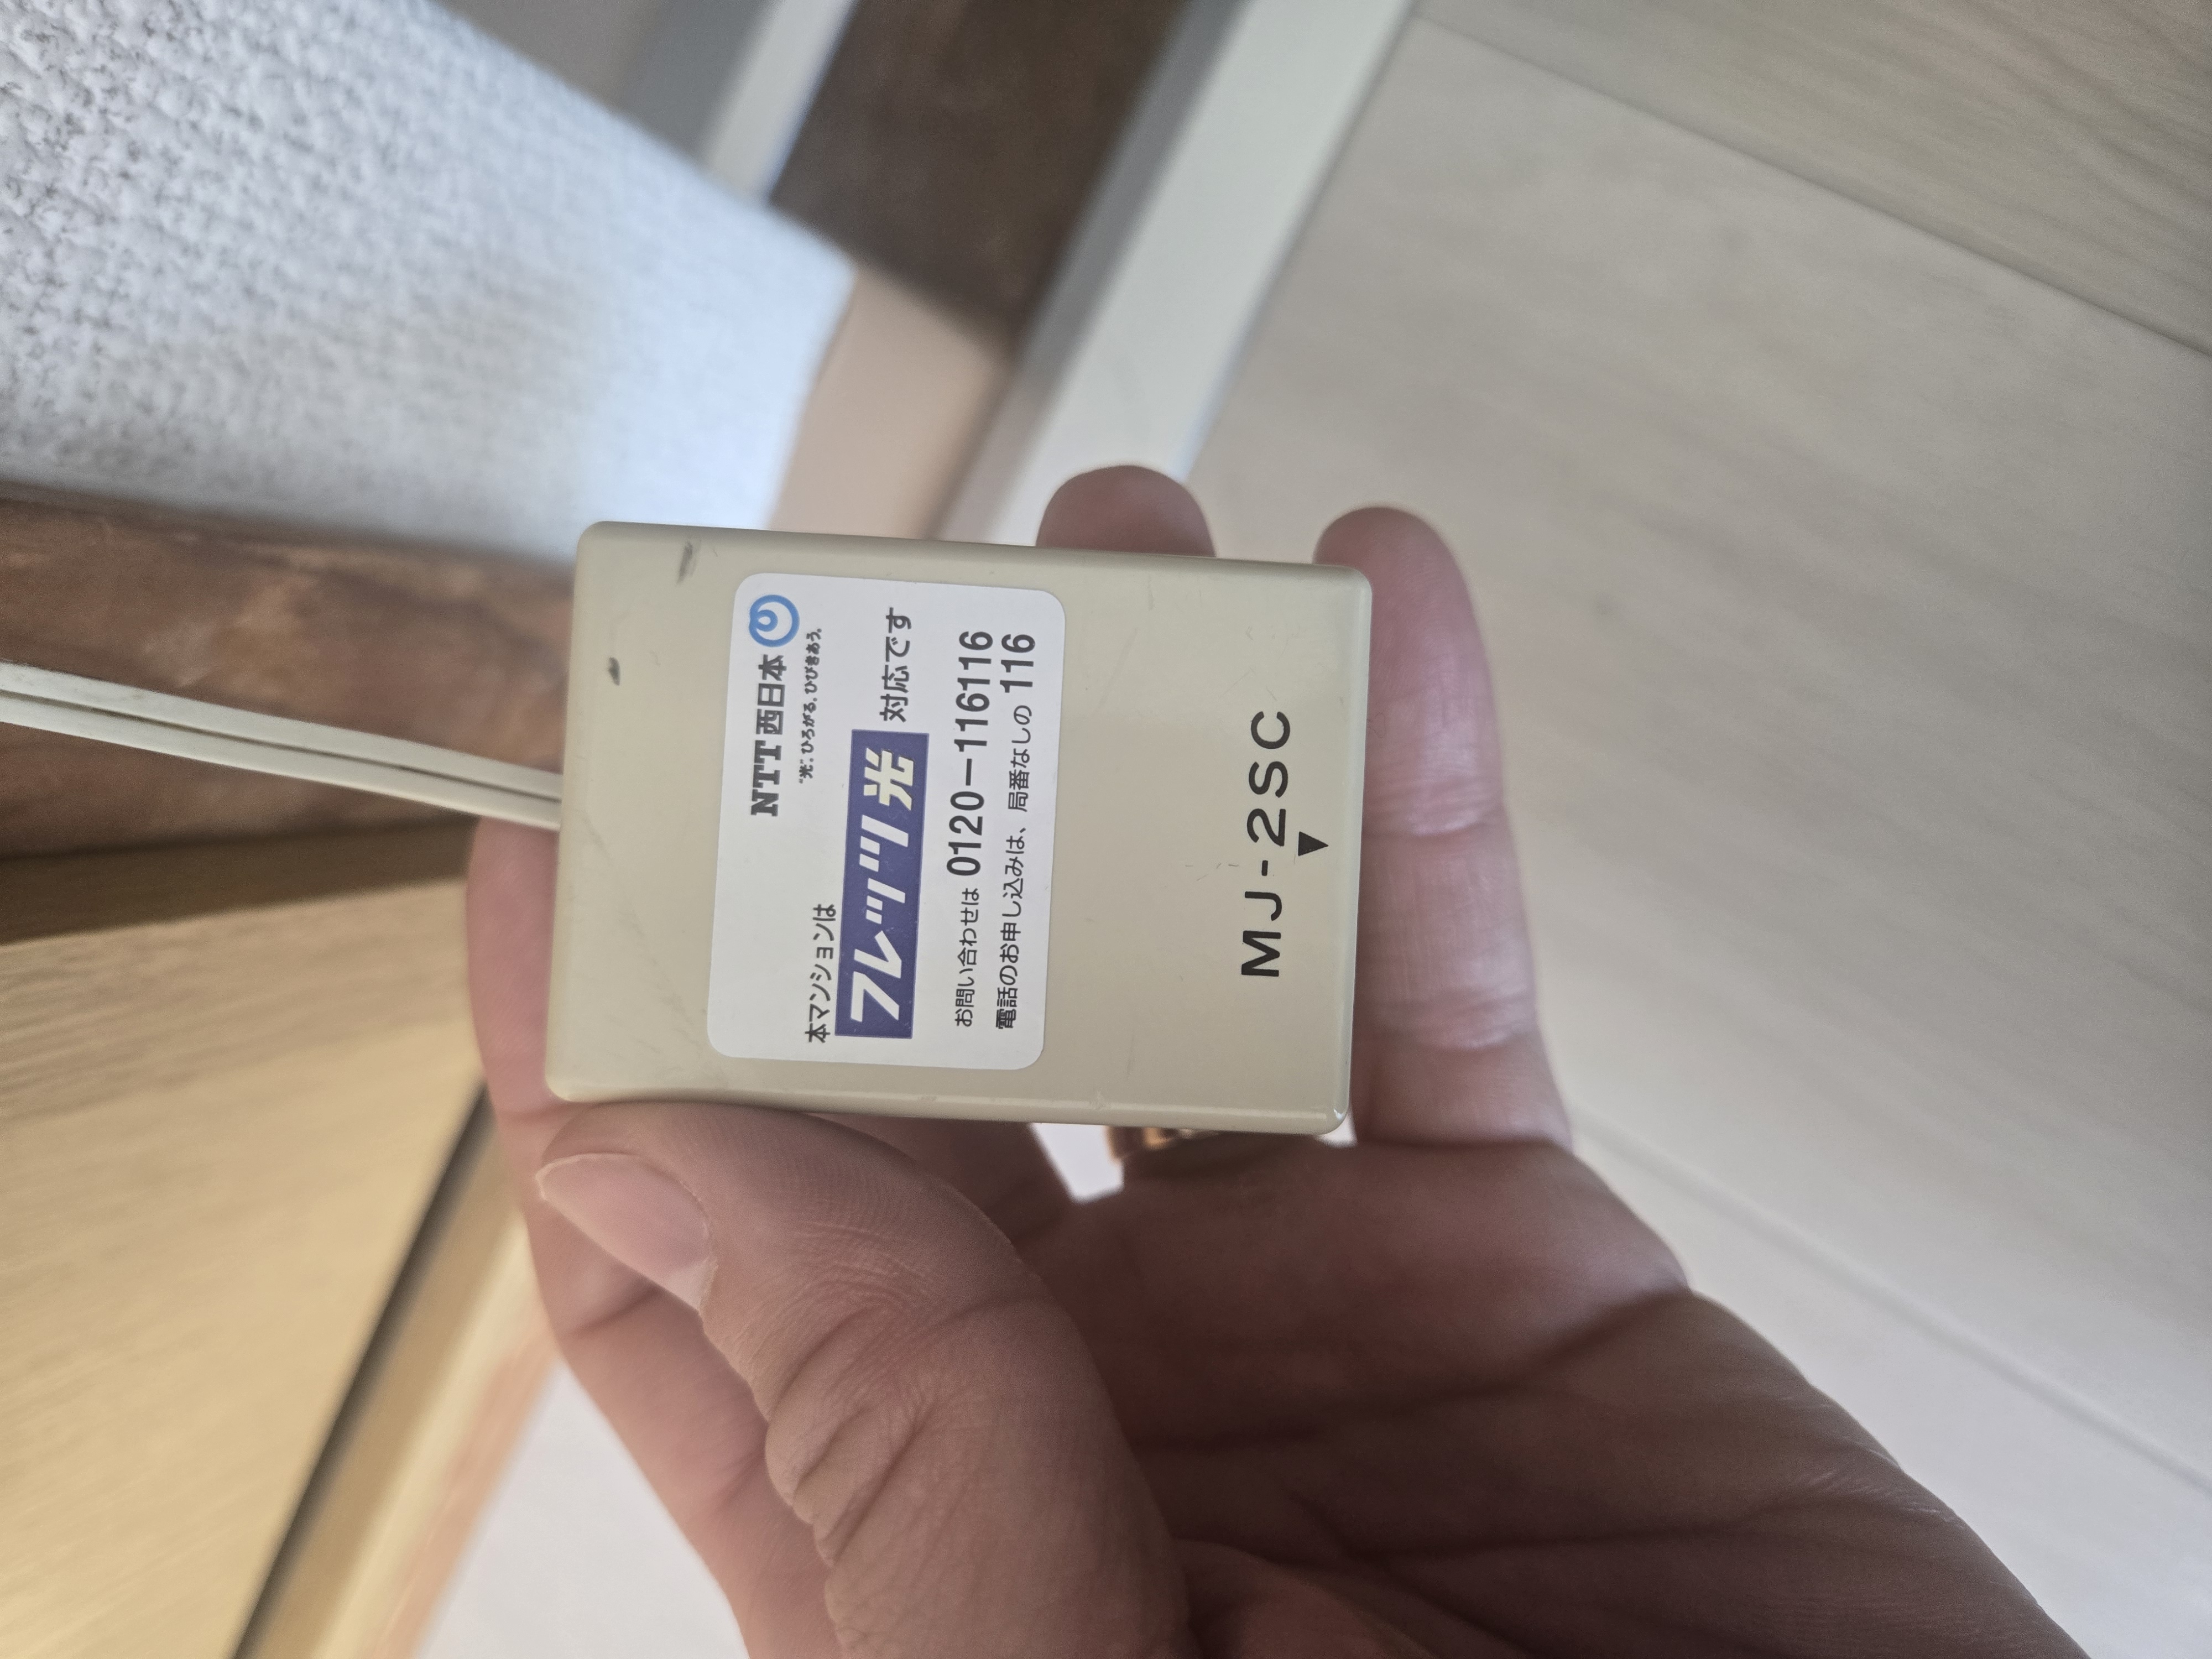 NTT西日本
"光"、ひろがる。ひびきあう。
本マンションは
フレッツ光 対応です
お問い合わせは 0120-116116
電話のお申し込みは、局番なしの 116
MJ-2SC